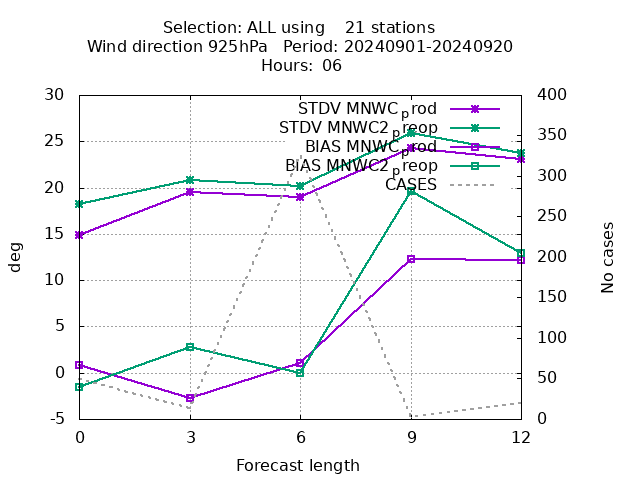 Selection: ALL using    21 stations
Wind direction 925hPa   Period: 20240901-20240920
Hours: 06
STDV MNWC_prod
STDV MNWC2_preop
BIAS MNWC_prod
BIAS MNWC2_preop
CASES
30
25
20
15
10
5
0
-5
400
350
300
250
200
150
100
50
0
deg
No cases
0 3 6 9 12
Forecast length